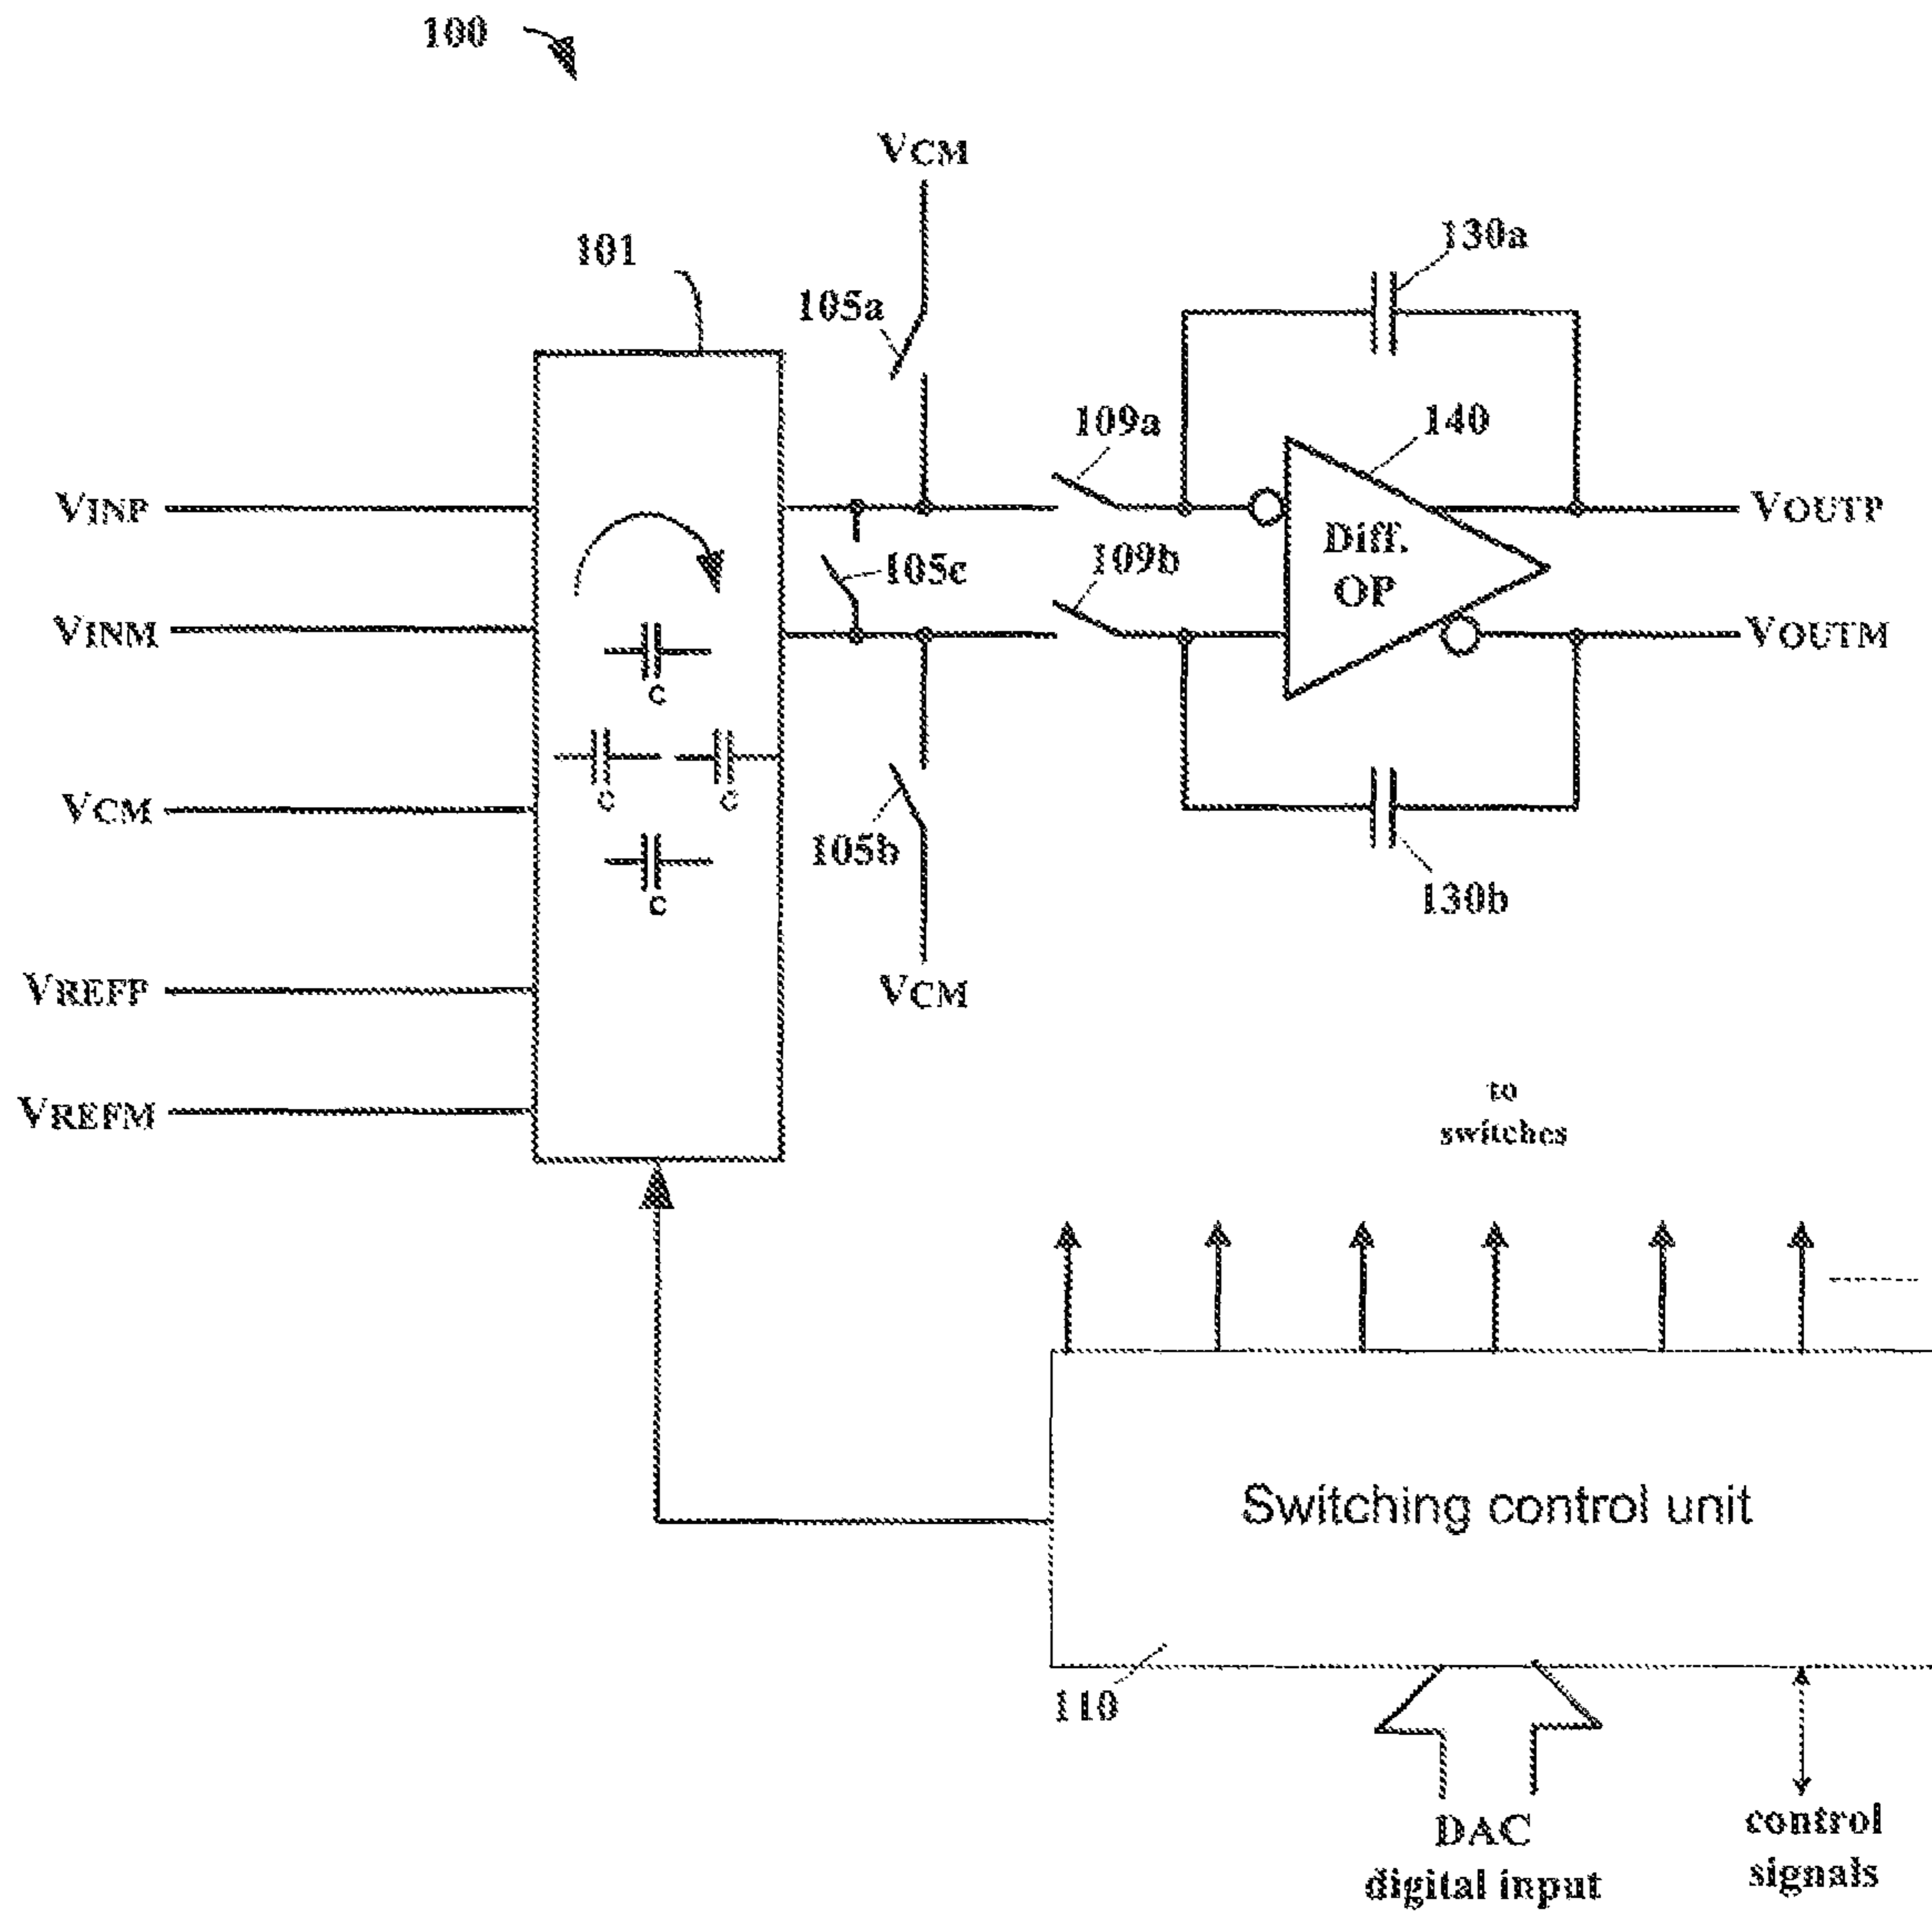 100
VCM
130a
101
105a
109a
140
VINP
VOUTP
Diff.
OP
105c
109b
VINM
VOUTM
C
C
C
VCM
105b
C
130b
VREFP
VCM
VREFM
to
switches
Switching control unit
110
DAC
digital input
control
signals